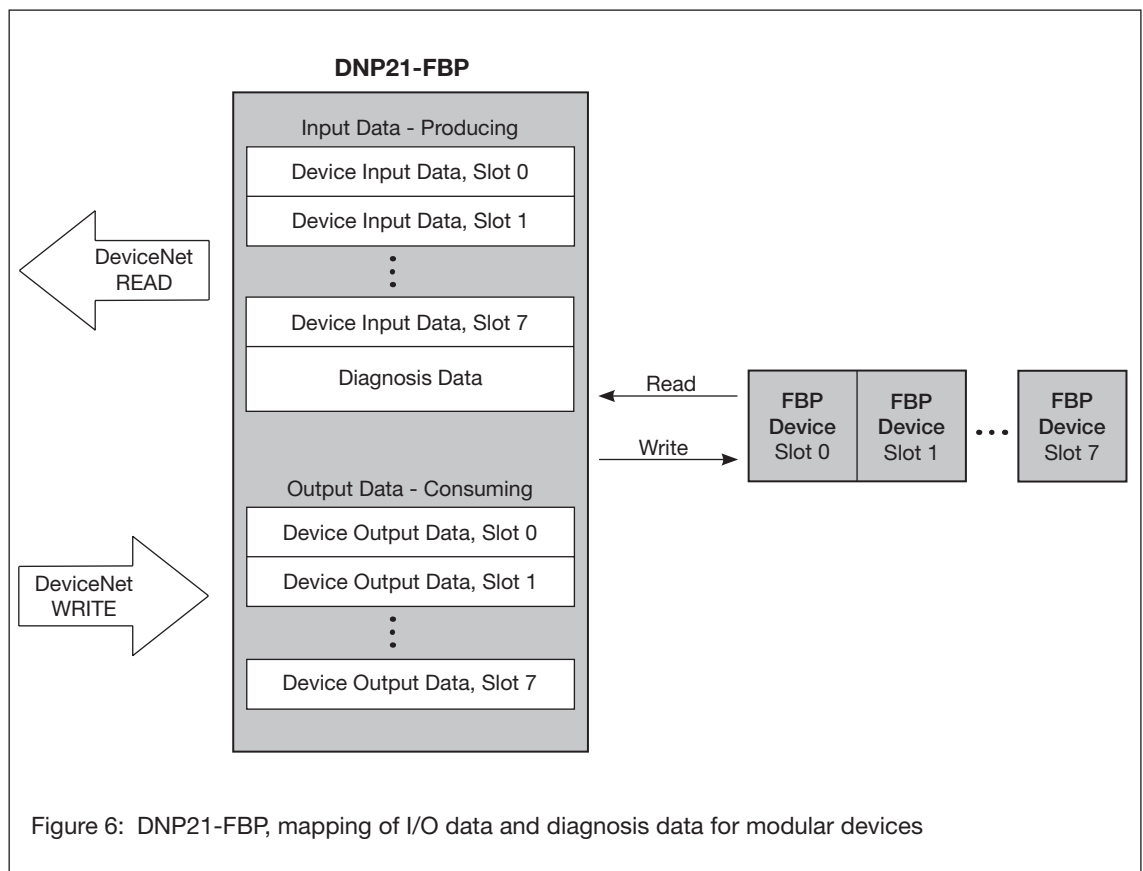 DNP21-FBP
Input Data - Producing
Device Input Data, Slot 0
Device Input Data, Slot 1
Device Input Data, Slot 7
Diagnosis Data
DeviceNet
READ
Read
Write
FBP
Device
Slot 0
FBP
Device
Slot 1
FBP
Device
Slot 7
Output Data - Consuming
Device Output Data, Slot 0
Device Output Data, Slot 1
Device Output Data, Slot 7
DeviceNet
WRITE
Figure 6: DNP21-FBP, mapping of I/O data and diagnosis data for modular devices